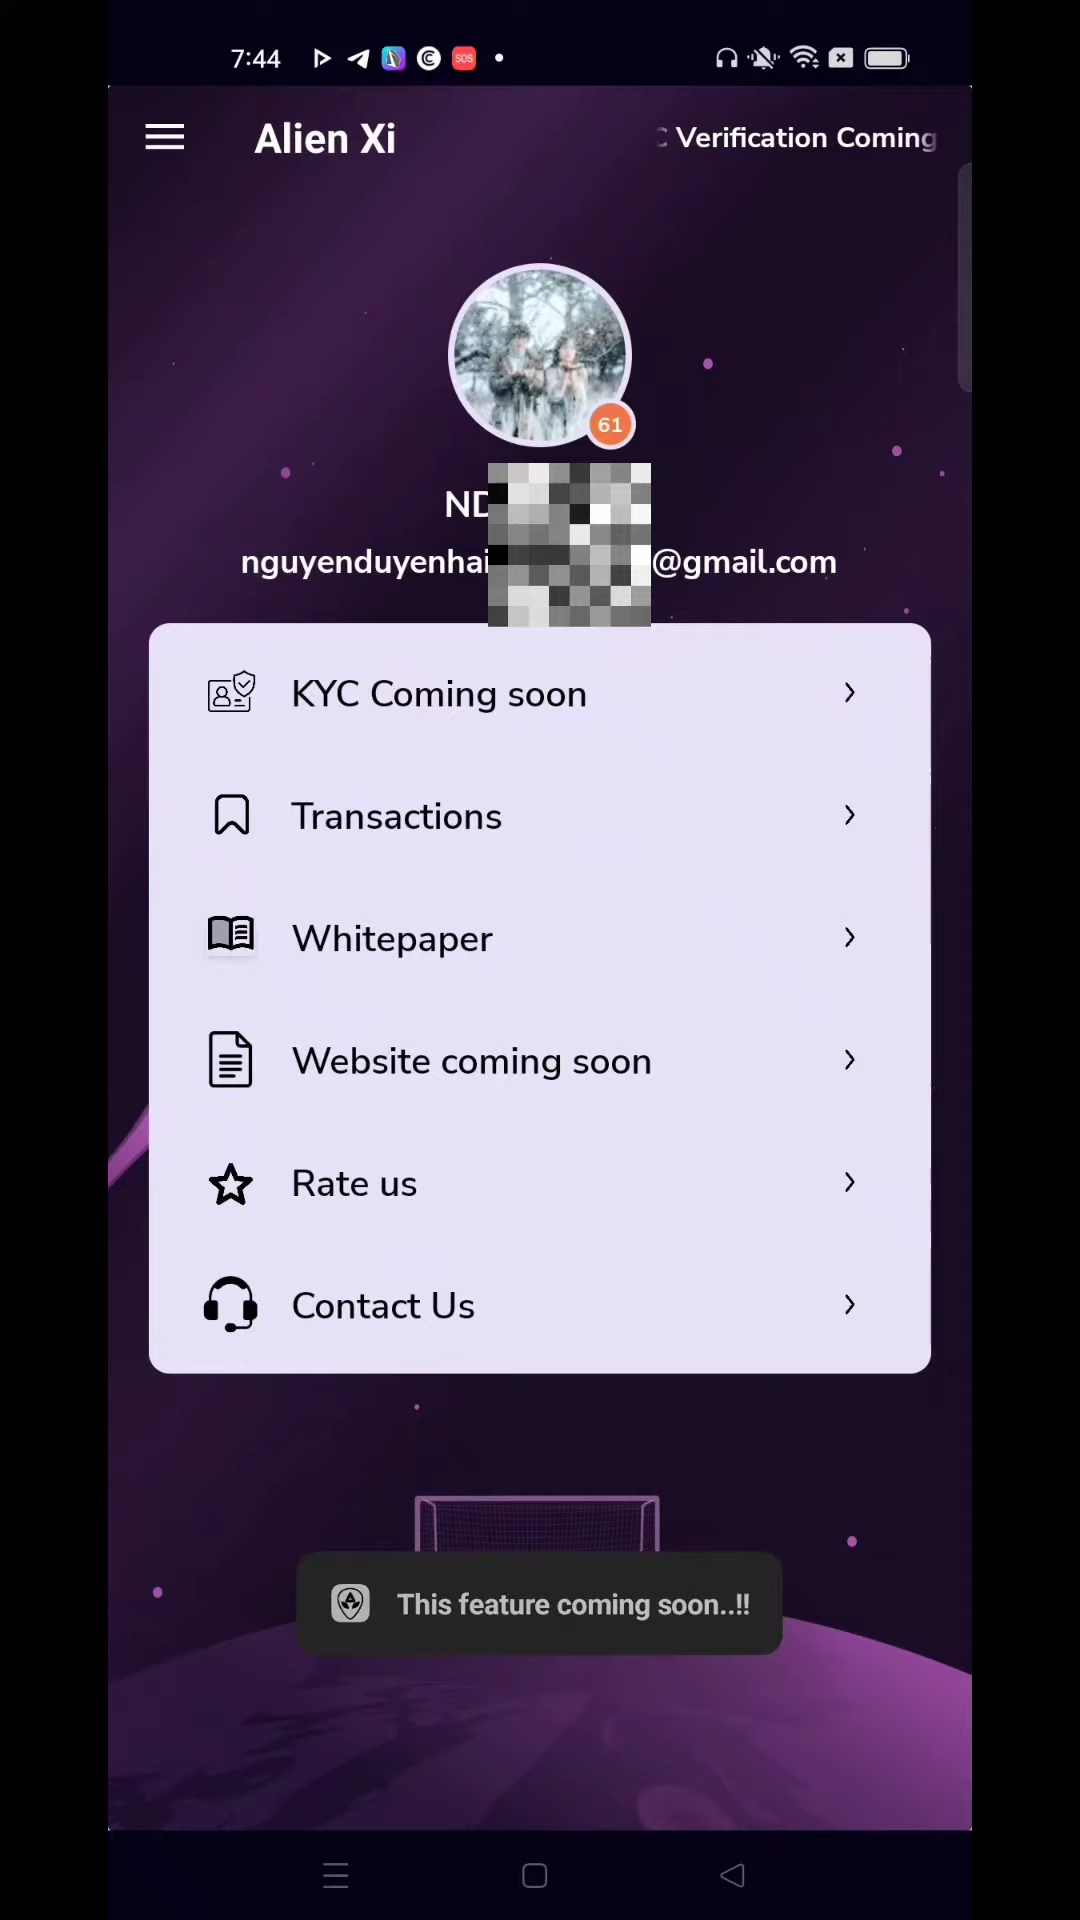 7:44 SOS
Alien Xi
Verification Coming
61
ND
nguyenduyenhai @gmail.com
KYC Coming soon
Transactions
Whitepaper
Website coming soon
Rate us
Contact Us
This feature coming soon..!!